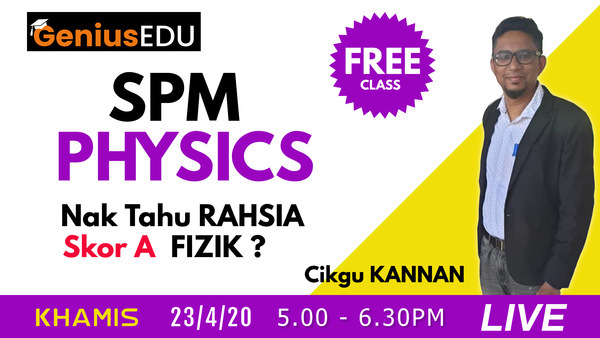 GeniusEDU
FREE
CLASS
SPM
PHYSICS
Nak Tahu RAHSIA
Skor A FIZIK ?
Cikgu KANNAN
KHAMIS 23/4/20 5.00 - 6.30PM LIVE